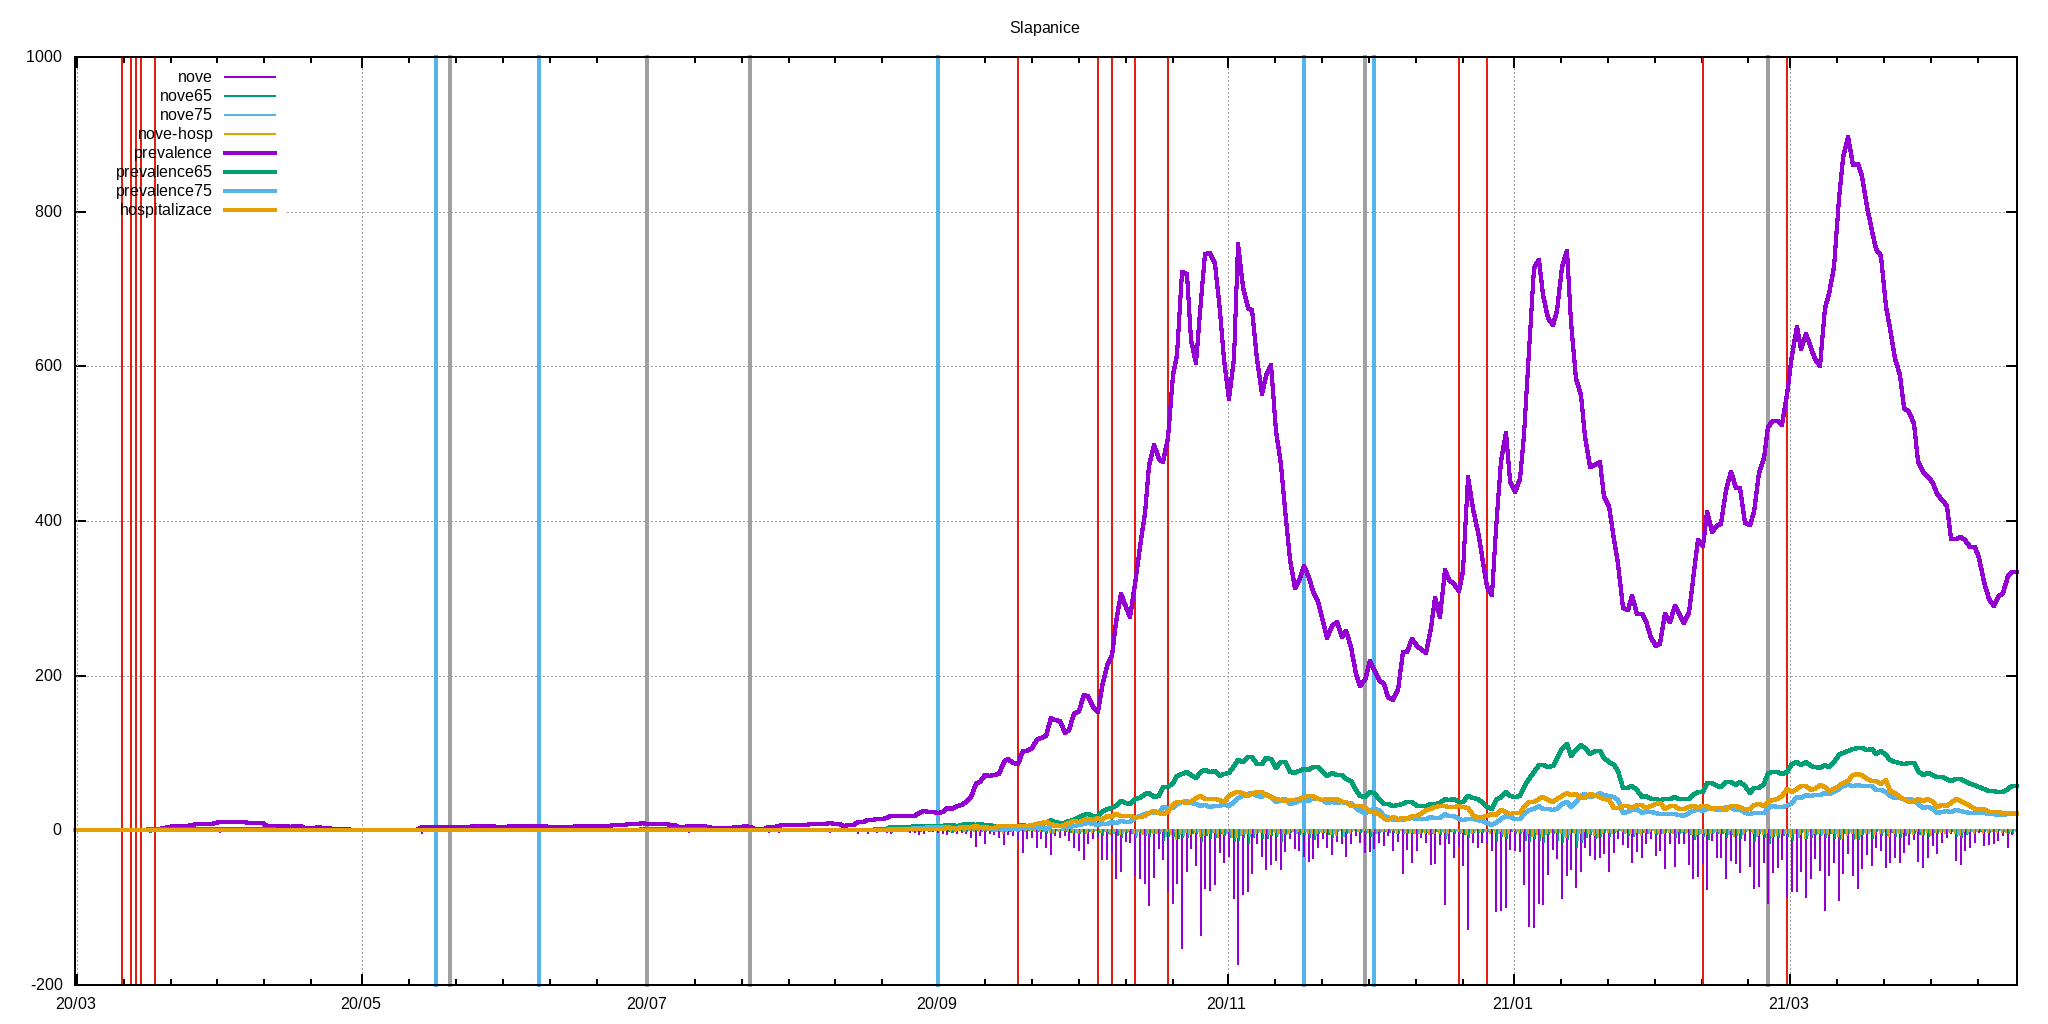 Slapanice
1000
800
600
400
200
0
-200
nove
nove65
nove75
nove-hosp
prevalence
prevalence65
prevalence75
hospitalizace
20/03 20/05 20/07 20/09 20/11 21/01 21/03